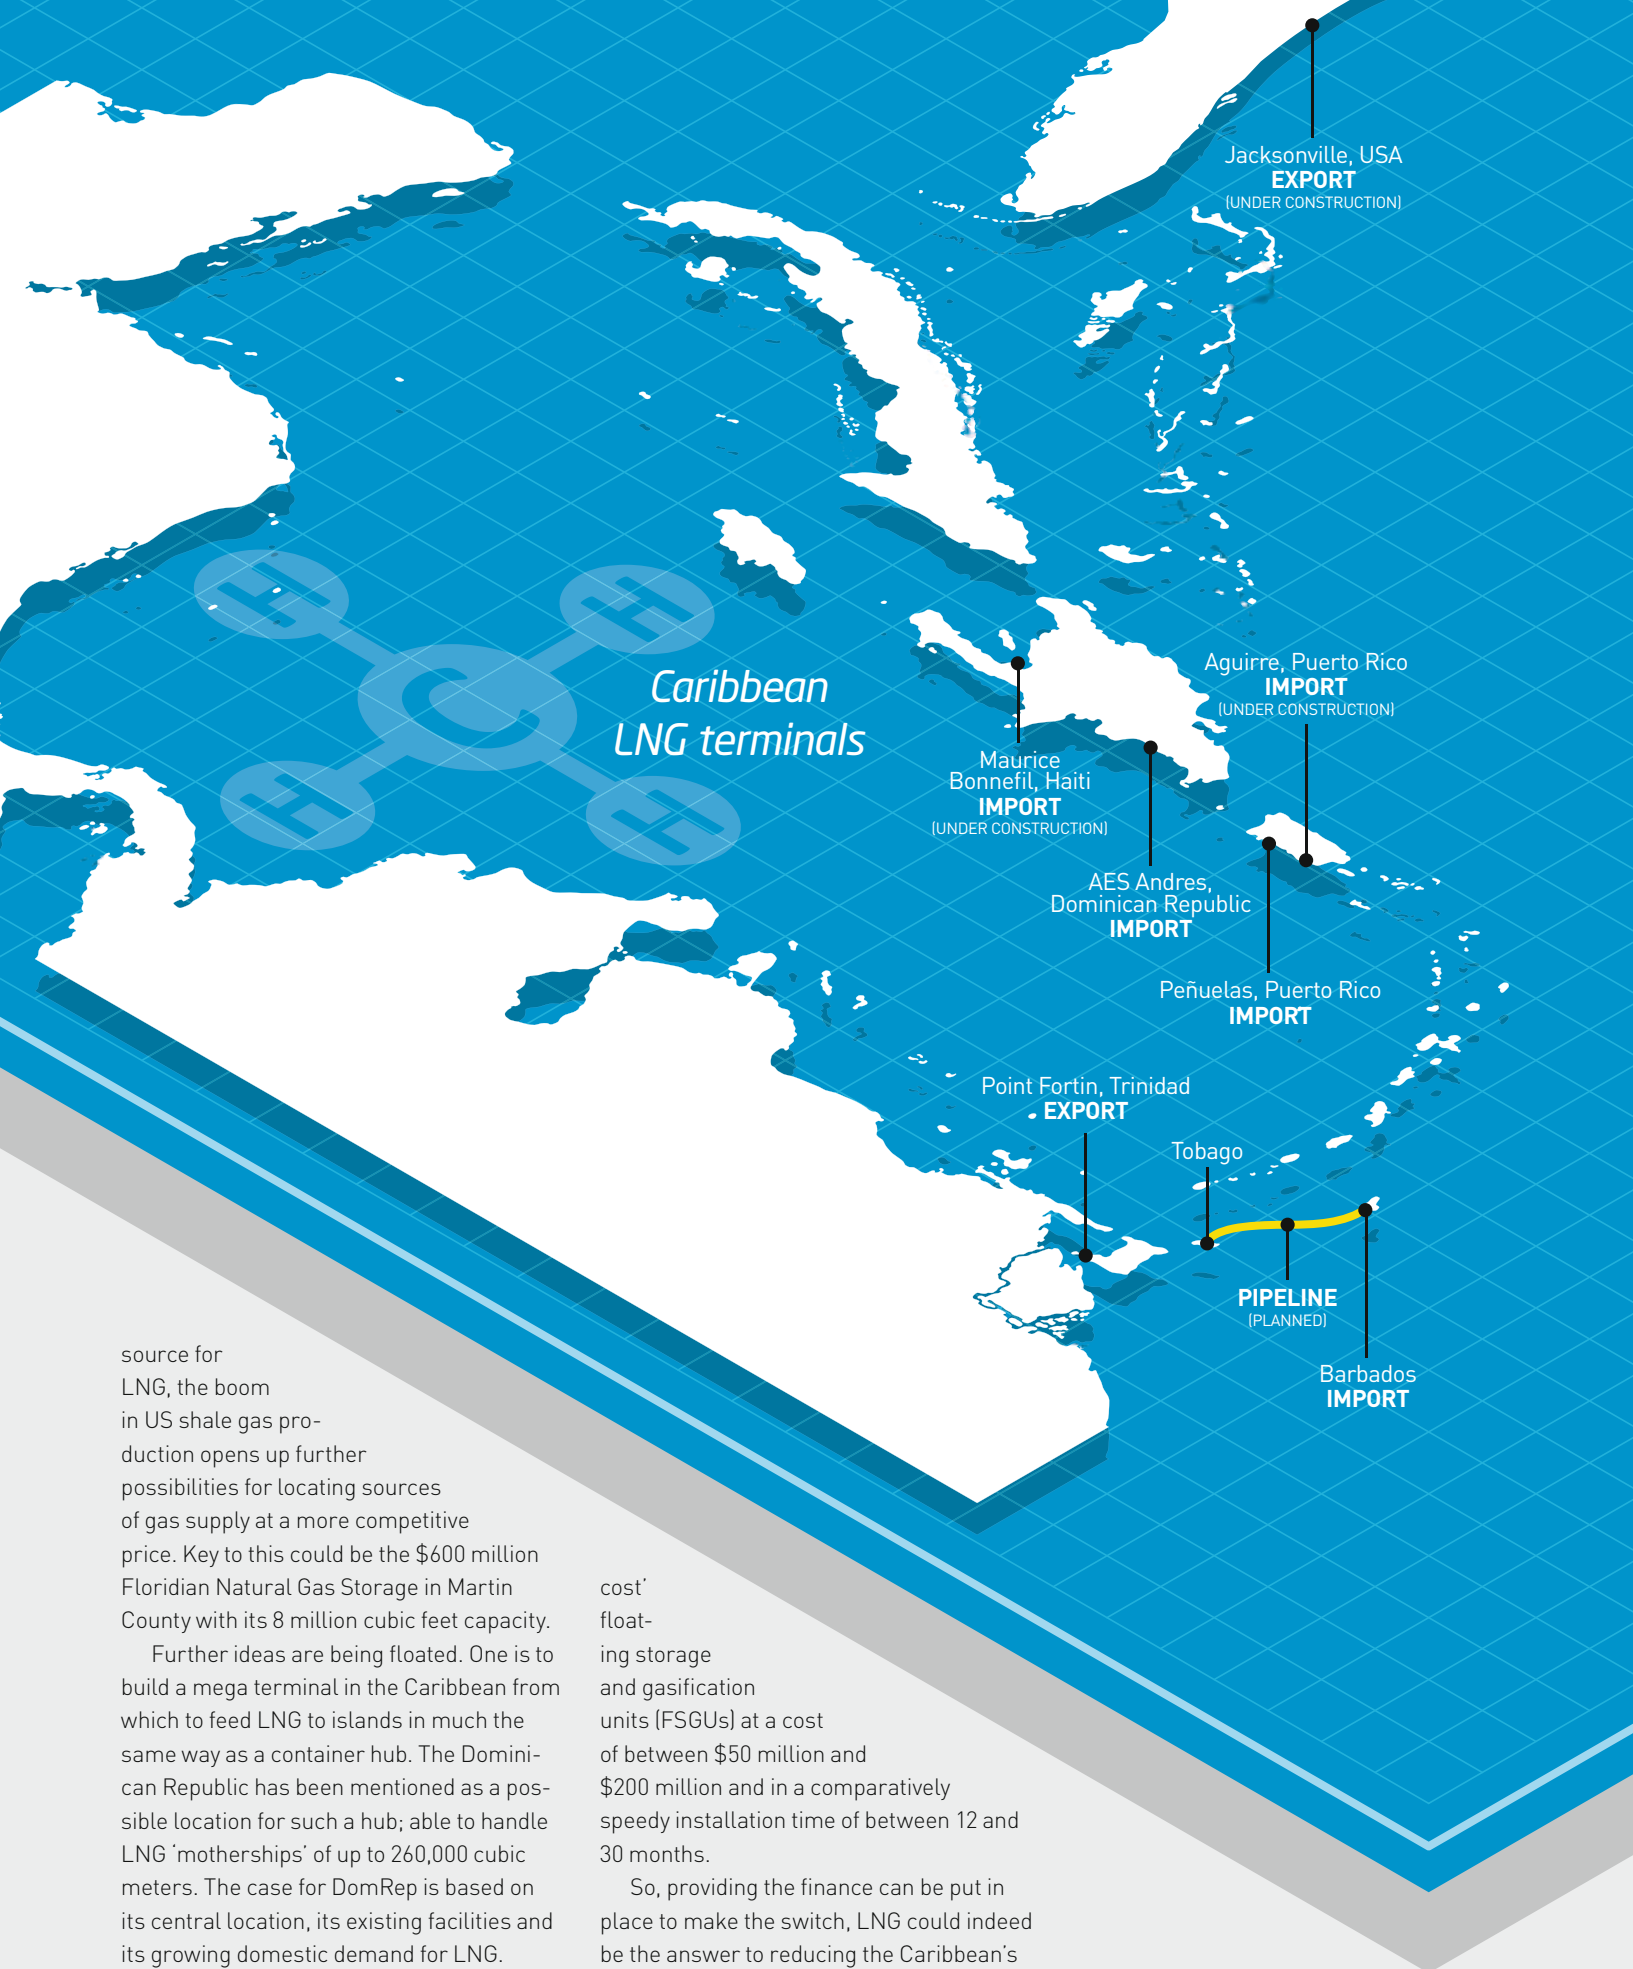 Jacksonville, USA
EXPORT
(UNDER CONSTRUCTION)
Aguirre, Puerto Rico
IMPORT
(UNDER CONSTRUCTION)
H
H
C
H
H
Caribbean
LNG terminals
Maurice
Bonnefil, Haiti
IMPORT
(UNDER CONSTRUCTION)
AES Andres,
Dominican Republic
IMPORT
Peñuelas, Puerto Rico
IMPORT
Point Fortin, Trinidad
EXPORT
Tobago
PIPELINE
(PLANNED)
Barbados
IMPORT
source for
LNG, the boom
in US shale gas pro-
duction opens up further
possibilities for locating sources
of gas supply at a more competitive
price. Key to this could be the $600 million
Floridian Natural Gas Storage in Martin
County with its 8 million cubic feet capacity.
Further ideas are being floated. One is to
build a mega terminal in the Caribbean from
which to feed LNG to islands in much the
same way as a container hub. The Domini-
can Republic has been mentioned as a pos-
sible location for such a hub; able to handle
LNG ‘motherships’ of up to 260,000 cubic
meters. The case for DomRep is based on
its central location, its existing facilities and
its growing domestic demand for LNG.
cost’
float-
ing storage
and gasification
units (FSGUs) at a cost
of between $50 million and
$200 million and in a comparatively
speedy installation time of between 12 and
30 months.
So, providing the finance can be put in
place to make the switch, LNG could indeed
be the answer to reducing the Caribbean’s